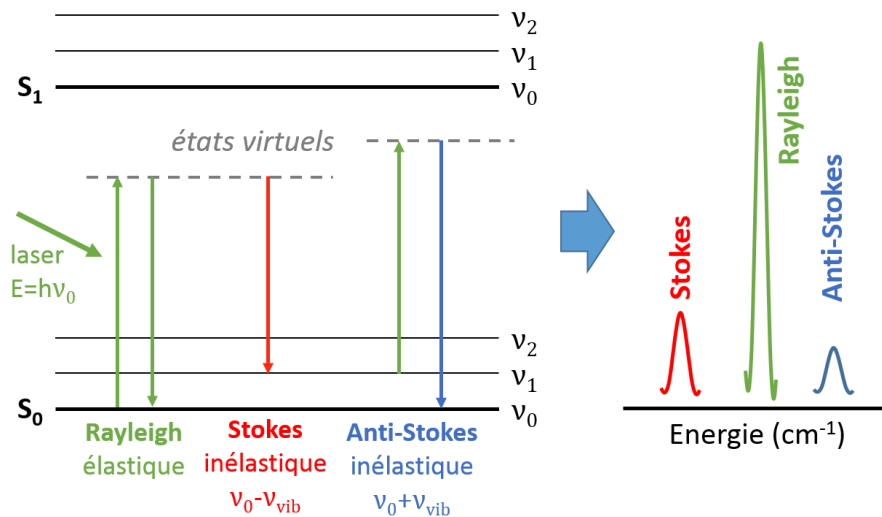 ν2
ν1
S1
ν0
états virtuels
laser
E=hν0
ν2
ν1
S0
ν0
Rayleigh
élastique
Stokes
inélastique
ν0-νvib
Anti-Stokes
inélastique
ν0+νvib
Stokes
Rayleigh
Anti-Stokes
Energie (cm-1)